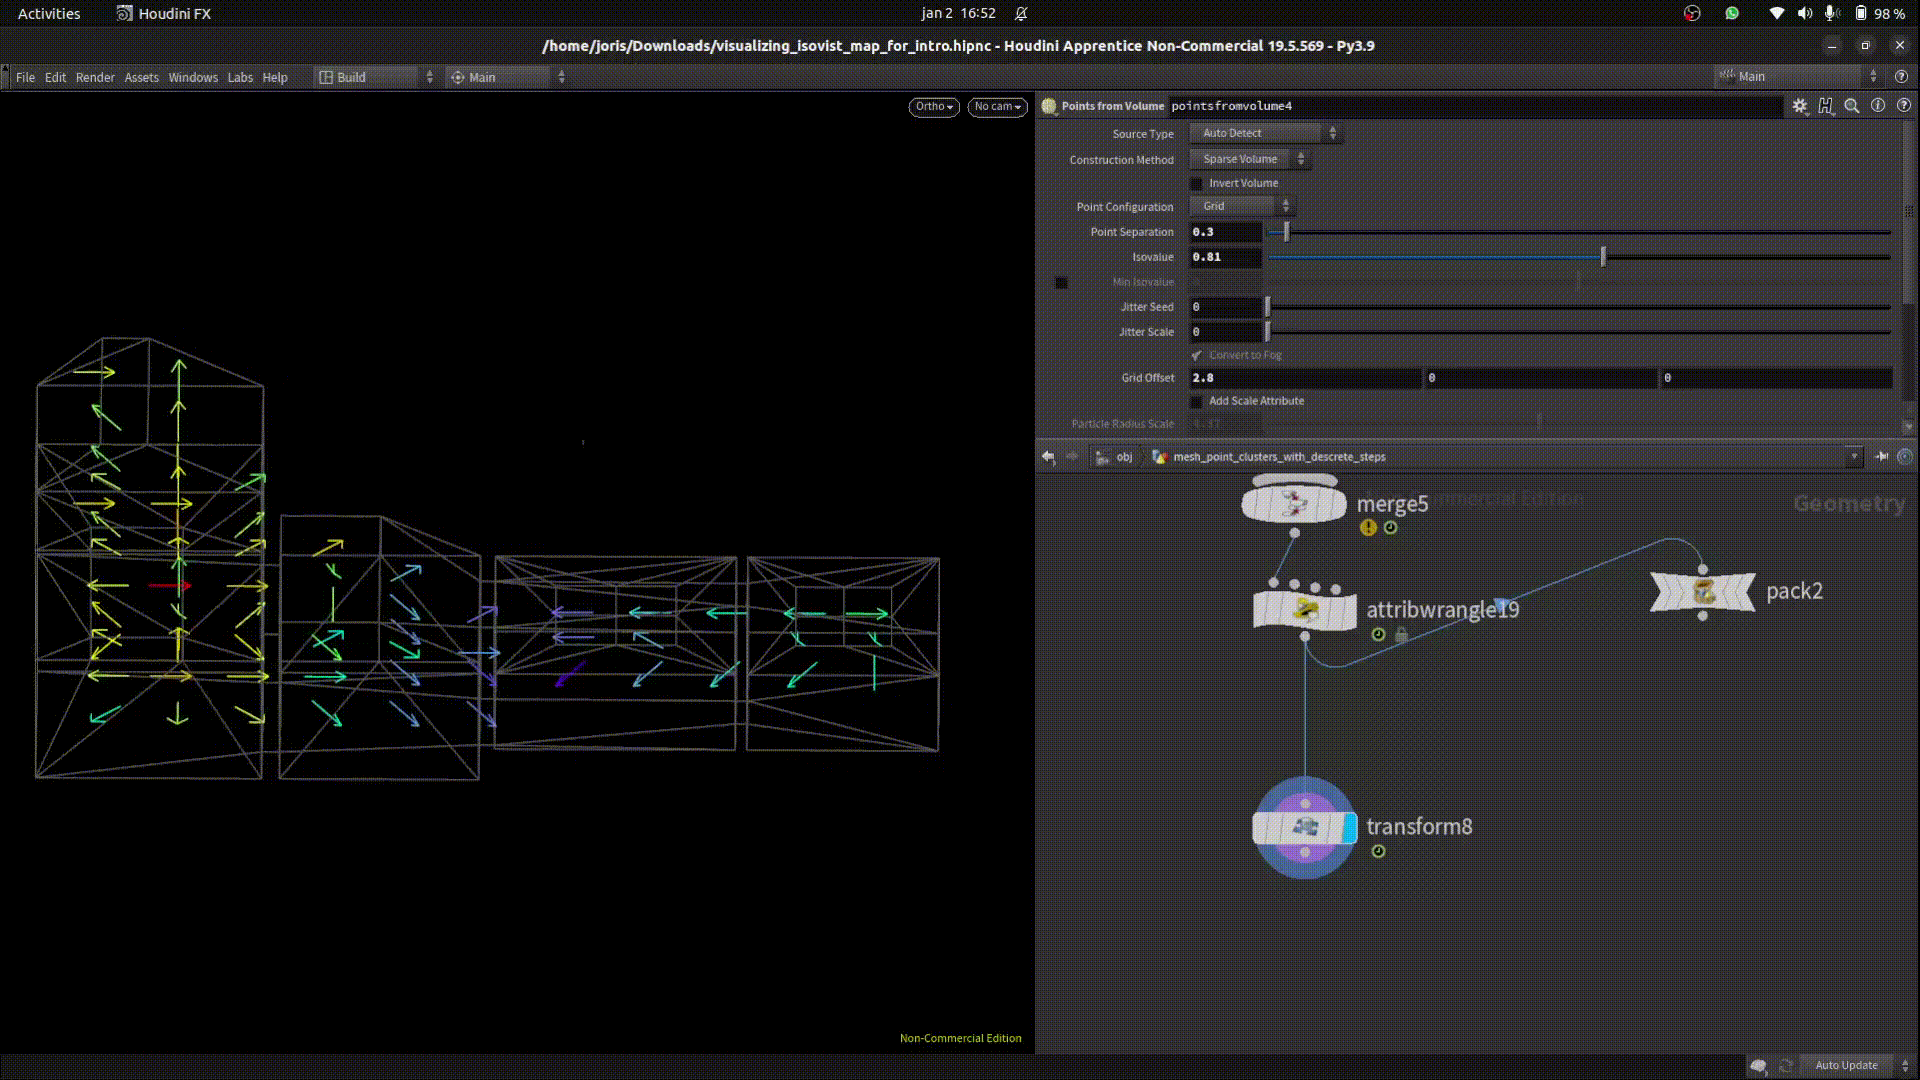 Activities Houdini FX jan 2 16:52 98 %
/home/joris/Downloads/visualizing_isovist_map_for_intro.hipnc - Houdini Apprentice Non-Commercial 19.5.569 - Py3.9
File Edit Render Assets Windows Labs Help Build Main Main
Ortho No cam
Points from Volume pointsfromvolume4
Source Type Auto Detect
Construction Method Sparse Volume
Invert Volume
Point Configuration Grid
Point Separation 0.3
Isovalue 0.81
Min Isovalue
Jitter Seed 0
Jitter Scale 0
Convert to Fog
Grid Offset 2.8 0 0
Add Scale Attribute
Particle Radius Scale
obj mesh_point_clusters_with_descrete_steps
merge5 Commercial Edition Geometry
attribwrangle19 pack2
transform8
Non-Commercial Edition
Auto Update